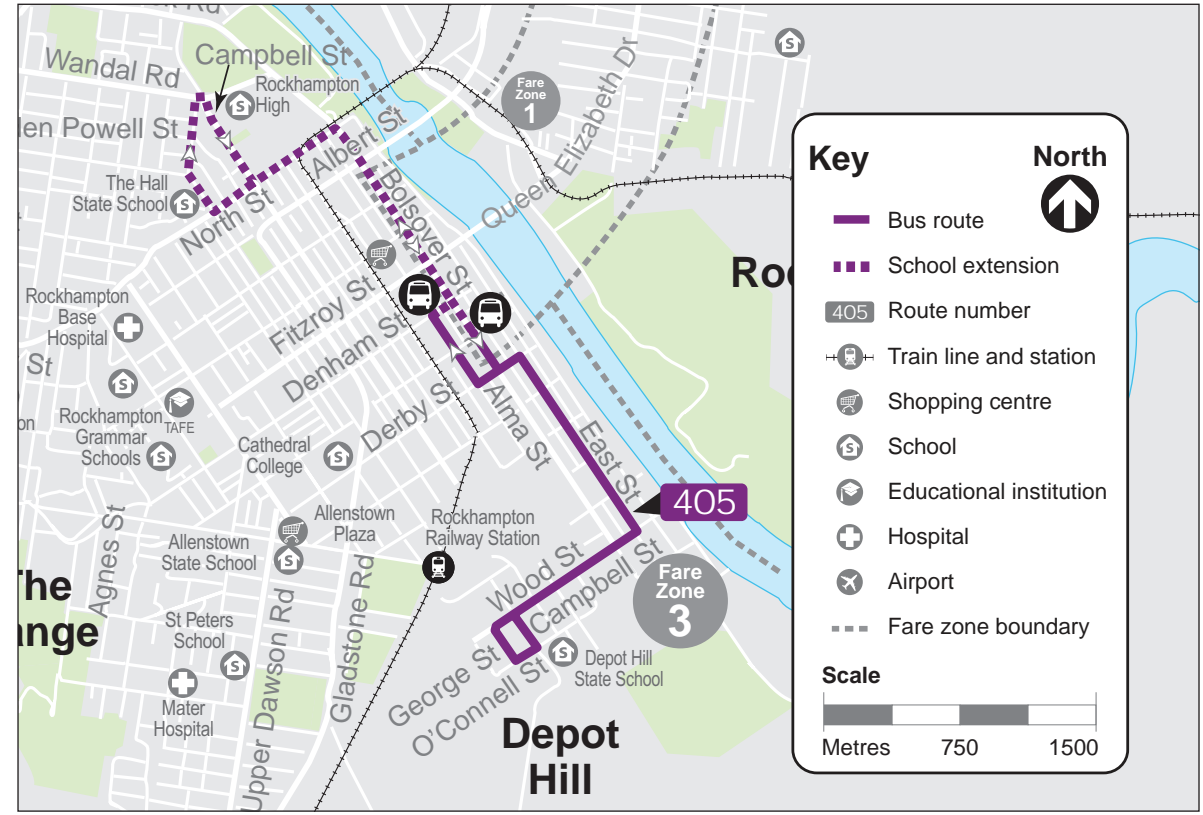 Wandal Rd
Campbell St
Rockhampton
High
len Powell St
The Hall
State School
North St
Albert St
Bolsover St
Queen Elizabeth Dr
Fare
Zone
1
Rockhampton
Base
Hospital
St
Fitzroy St
Denham St
Derby St
Alma St
East St
405
Rockhampton
Grammar
Schools
TAFE
on
Cathedral
College
Allenstown
Plaza
Allenstown
State School
Rockhampton
Railway Station
Agnes St
The
ange
St Peters
School
Mater
Hospital
Upper Dawson Rd
Gladstone Rd
Wood St
Campbell St
George St
O'Connell St
Depot Hill
State School
Fare
Zone
3
Depot
Hill
Key
North
Bus route
School extension
405 Route number
Train line and station
Shopping centre
School
Educational institution
Hospital
Airport
Fare zone boundary
Scale
Metres 750 1500